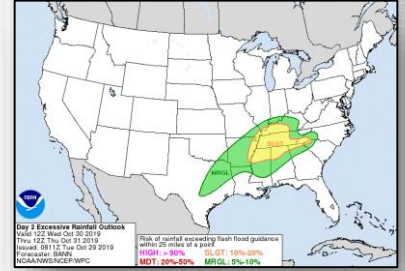 SLGT
MRGL
NOAA
Day 2 Excessive Rainfall Outlook
Valid 12Z Wed Oct 30 2019
Thru 12Z Thu Oct 31 2019
Issued: 0811Z Tue Oct 29 2019
Forecaster: BANN
NOAA/NWS/NCEP/WPC
Risk of rainfall exceeding flash flood guidance
within 25 miles of a point
HIGH: > 50% SLGT: 10%-20%
MDT: 20%-50% MRGL: 5%-10%